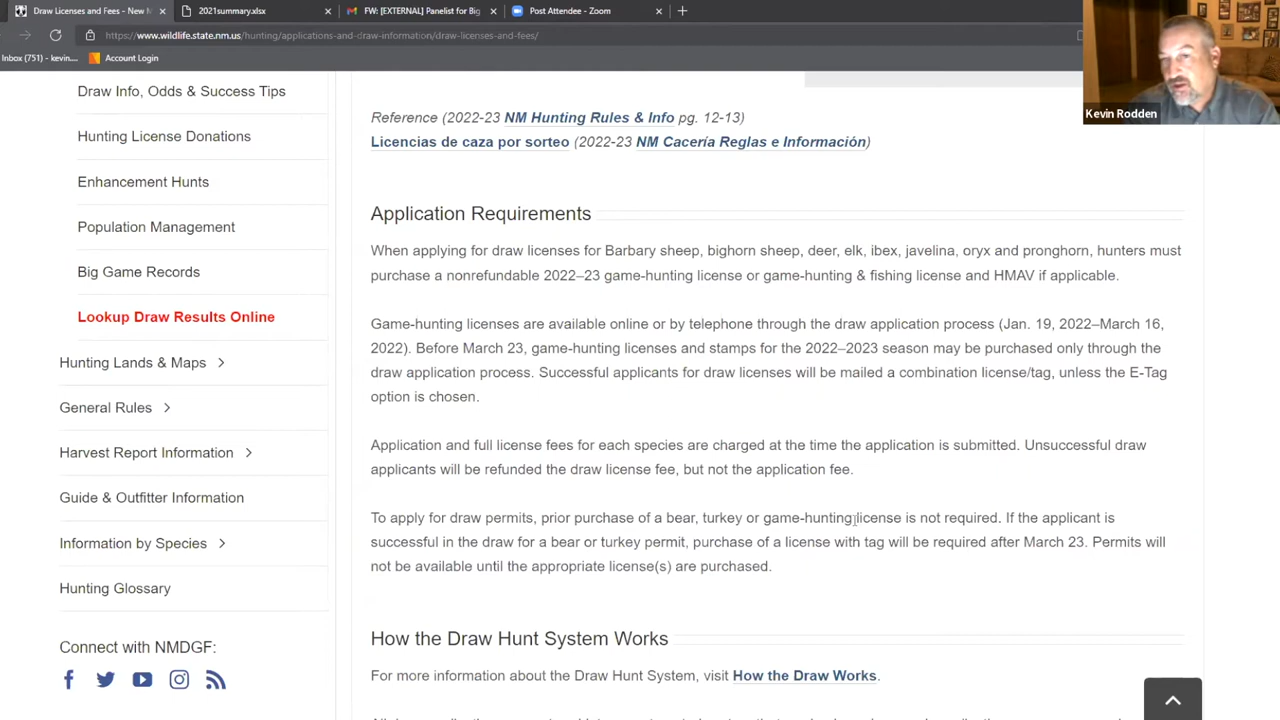 Draw Licenses and Fees - New M
2021summary.xlsx
FW: [EXTERNAL] Panelist for Big
Post Attendee - Zoom
https://www.wildlife.state.nm.us/hunting/applications-and-draw-information/draw-licenses-and-fees/
Inbox (751) - kevin....
Account Login
Kevin Rodden
Draw Info, Odds & Success Tips
Hunting License Donations
Enhancement Hunts
Population Management
Big Game Records
Lookup Draw Results Online
Hunting Lands & Maps
General Rules
Harvest Report Information
Guide & Outfitter Information
Information by Species
Hunting Glossary
Connect with NMDGF:
Reference (2022-23 NM Hunting Rules & Info pg. 12-13)
Licencias de caza por sorteo (2022-23 NM Cacería Reglas e Información)
Application Requirements
When applying for draw licenses for Barbary sheep, bighorn sheep, deer, elk, ibex, javelina, oryx and pronghorn, hunters must
purchase a nonrefundable 2022–23 game-hunting license or game-hunting & fishing license and HMAV if applicable.
Game-hunting licenses are available online or by telephone through the draw application process (Jan. 19, 2022–March 16,
2022). Before March 23, game-hunting licenses and stamps for the 2022–2023 season may be purchased only through the
draw application process. Successful applicants for draw licenses will be mailed a combination license/tag, unless the E-Tag
option is chosen.
Application and full license fees for each species are charged at the time the application is submitted. Unsuccessful draw
applicants will be refunded the draw license fee, but not the application fee.
To apply for draw permits, prior purchase of a bear, turkey or game-hunting license is not required. If the applicant is
successful in the draw for a bear or turkey permit, purchase of a license with tag will be required after March 23. Permits will
not be available until the appropriate license(s) are purchased.
How the Draw Hunt System Works
For more information about the Draw Hunt System, visit How the Draw Works.